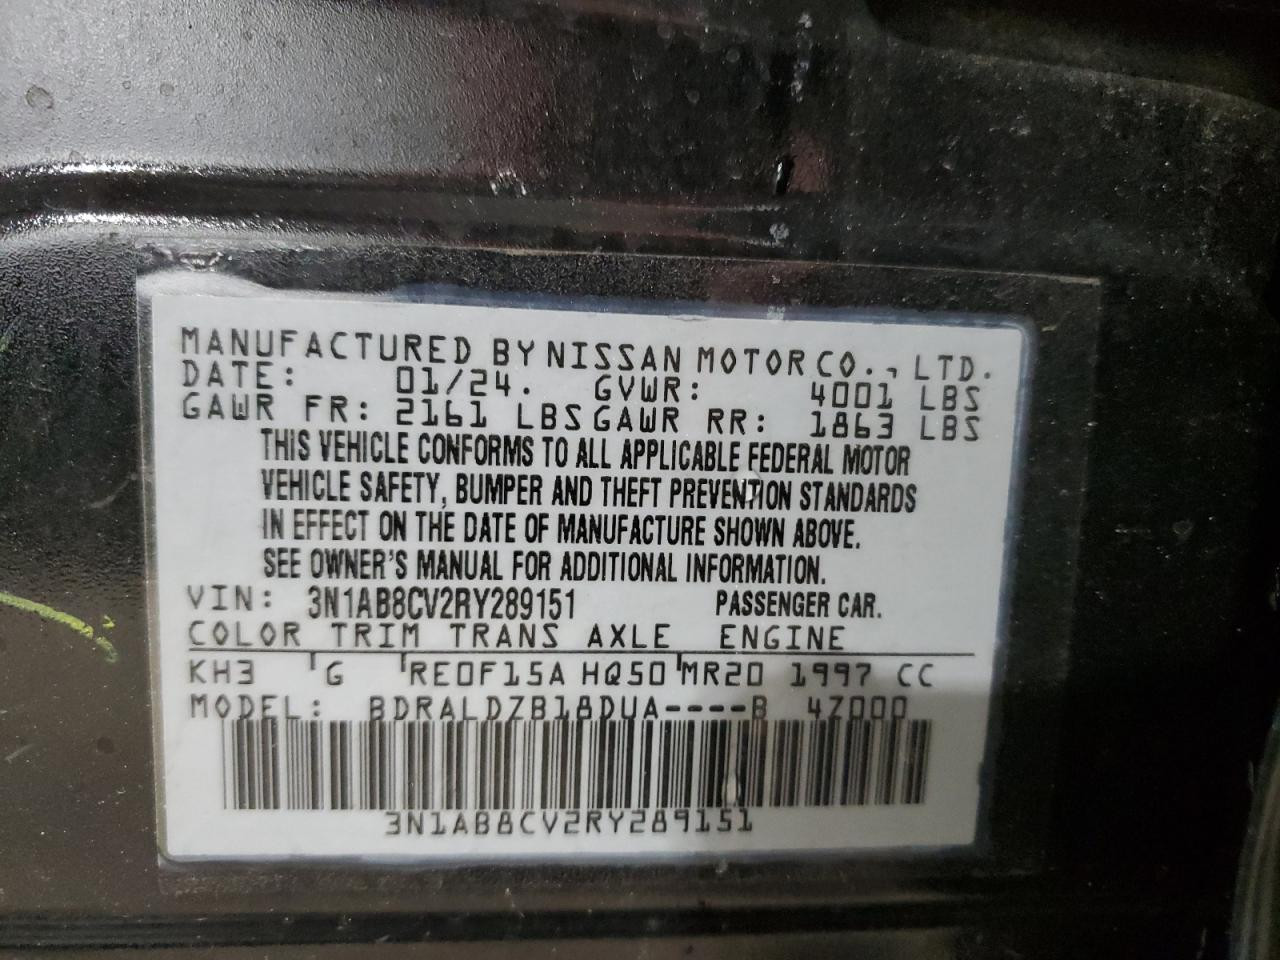 MANUFACTURED BY NISSAN MOTOR CO., LTD.
DATE: 01/24. GVWR: 4001 LBS
GAWR FR: 2161 LBS GAWR RR: 1863 LBS
THIS VEHICLE CONFORMS TO ALL APPLICABLE FEDERAL MOTOR
VEHICLE SAFETY, BUMPER AND THEFT PREVENTION STANDARDS
IN EFFECT ON THE DATE OF MANUFACTURE SHOWN ABOVE.
SEE OWNER'S MANUAL FOR ADDITIONAL INFORMATION.
VIN: 3N1AB8CV2RY289151 PASSENGER CAR.
COLOR TRIM TRANS AXLE ENGINE
KH3 G RE0F15A HQ50 MR20 1997 CC
MODEL: BDRALDZB18DUA----B 4Z000
3N1AB8CV2RY289151